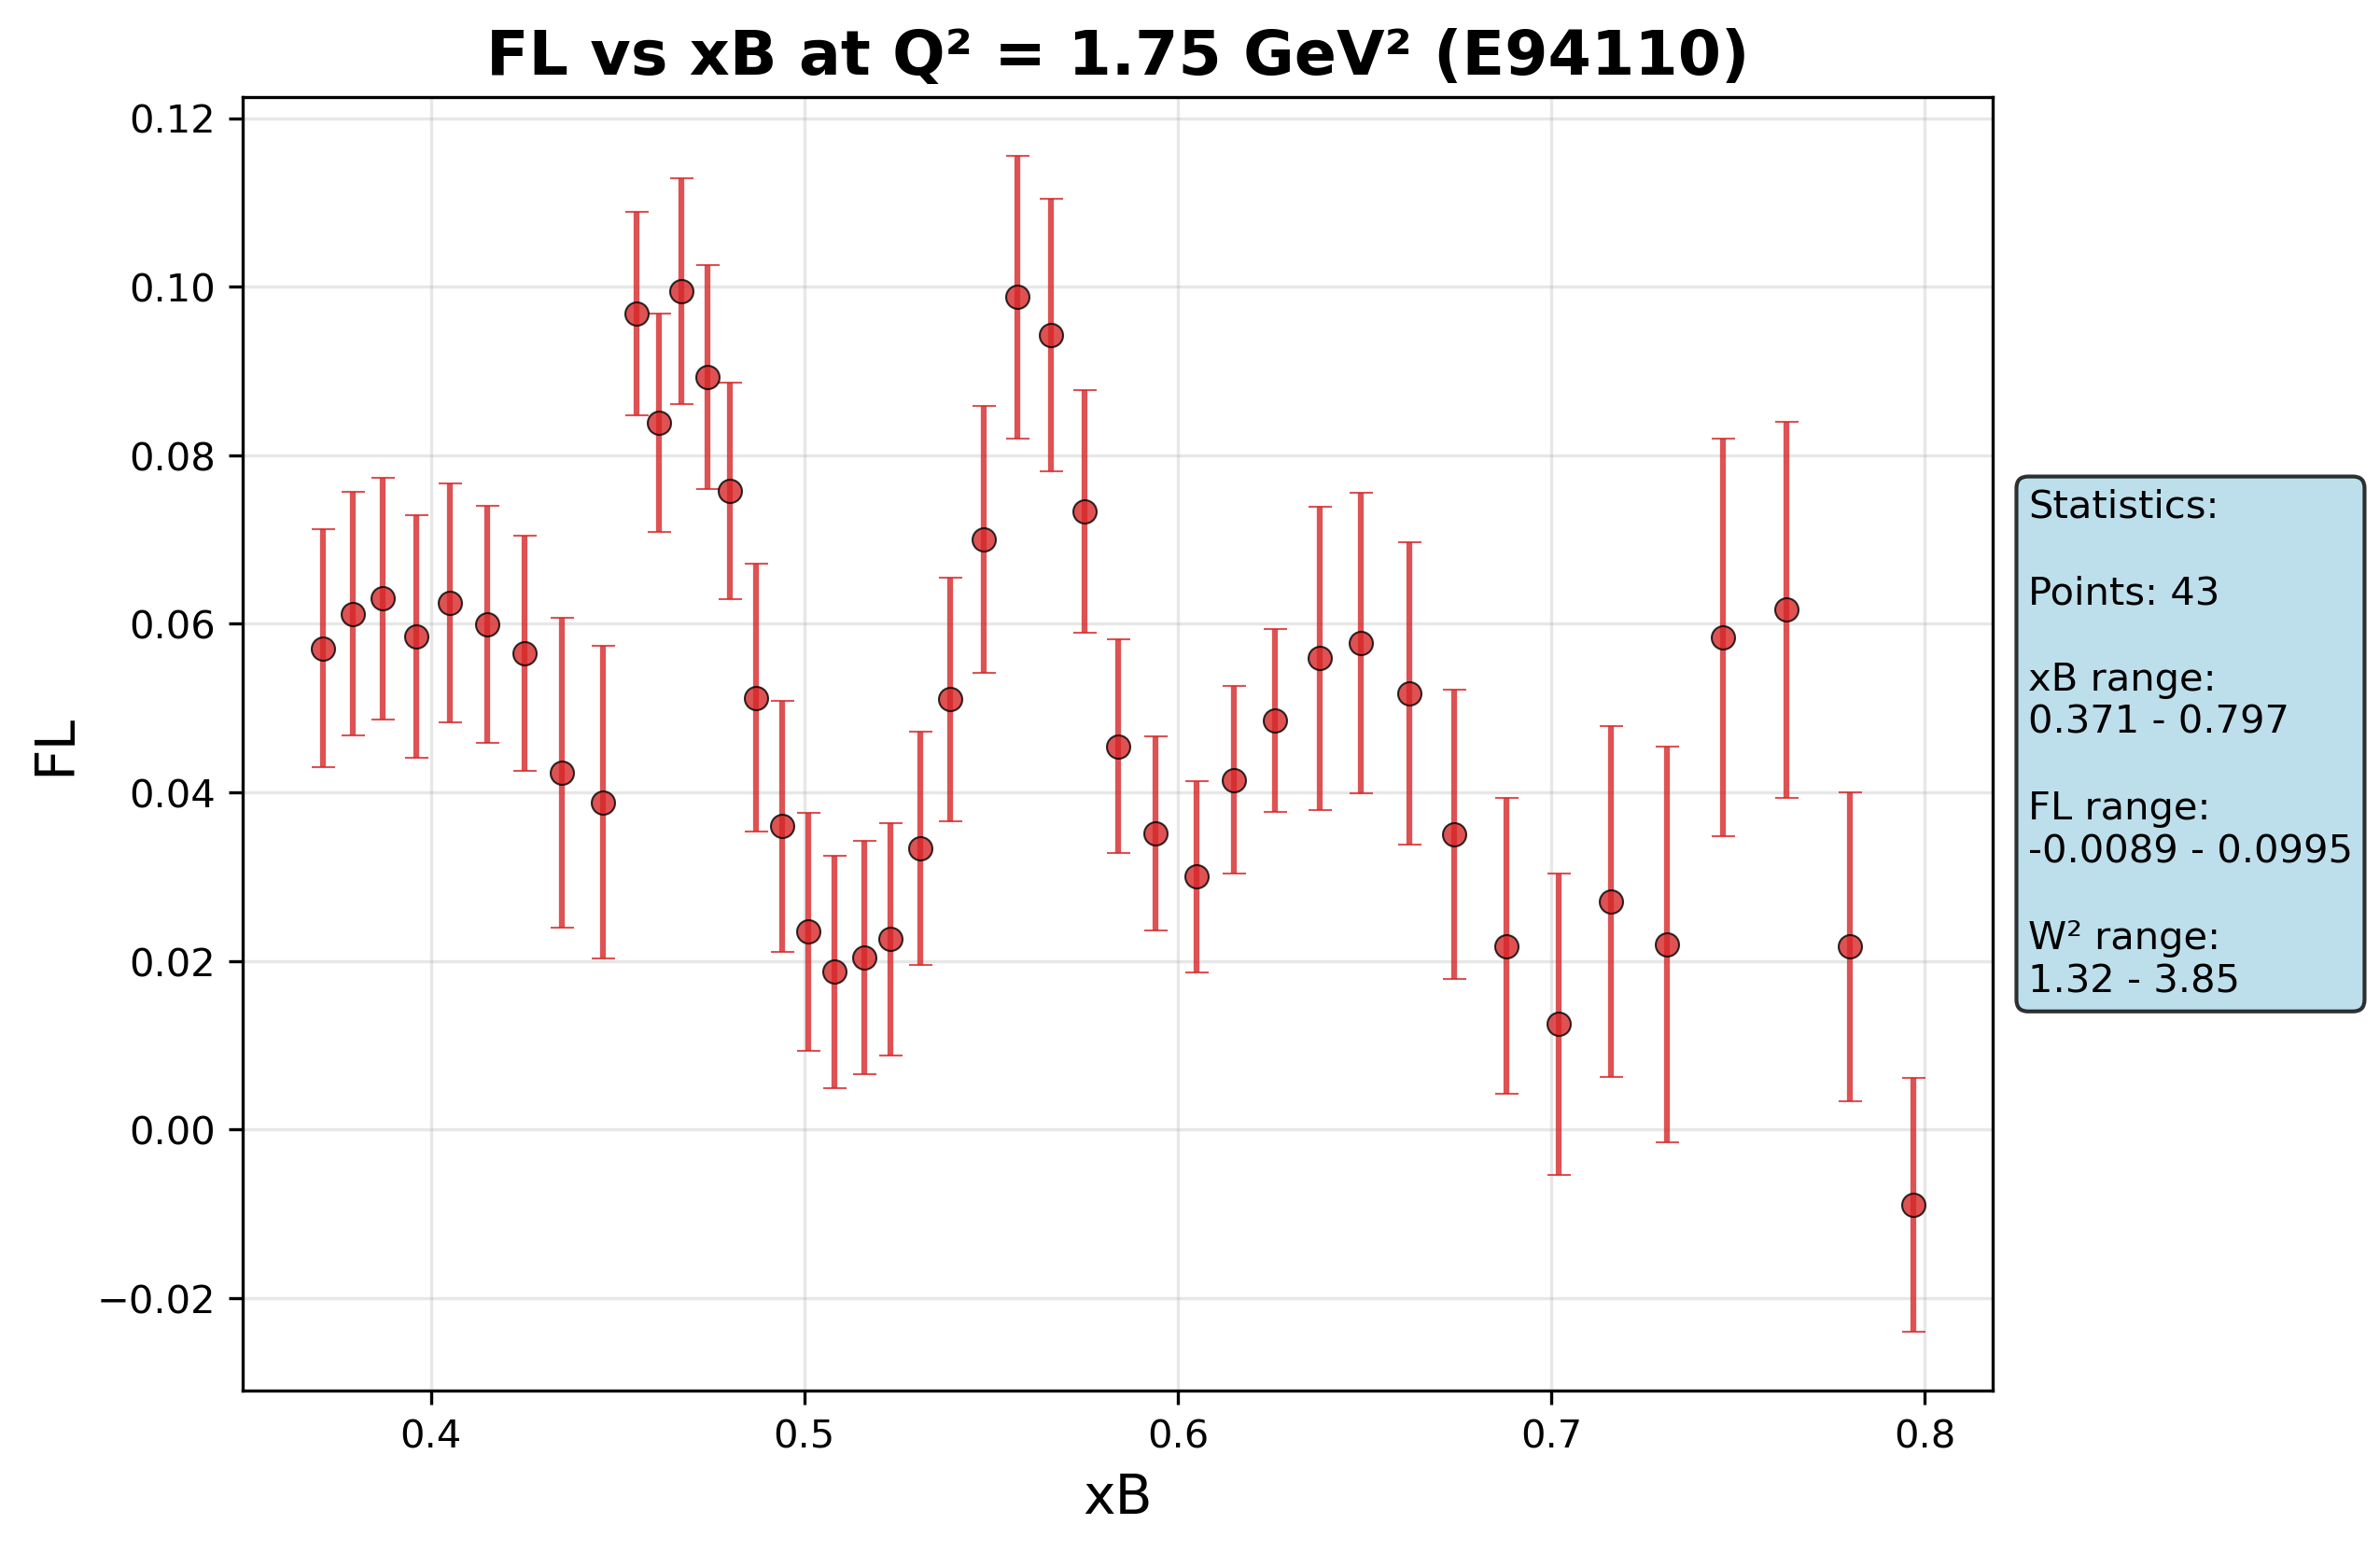 FL vs xB at Q² = 1.75 GeV² (E94110)
0.12
0.10
0.08
0.06
0.04
0.02
0.00
−0.02
FL
0.4 0.5 0.6 0.7 0.8
xB
Statistics:
Points: 43
xB range:
0.371 - 0.797
FL range:
-0.0089 - 0.0995
W² range:
1.32 - 3.85